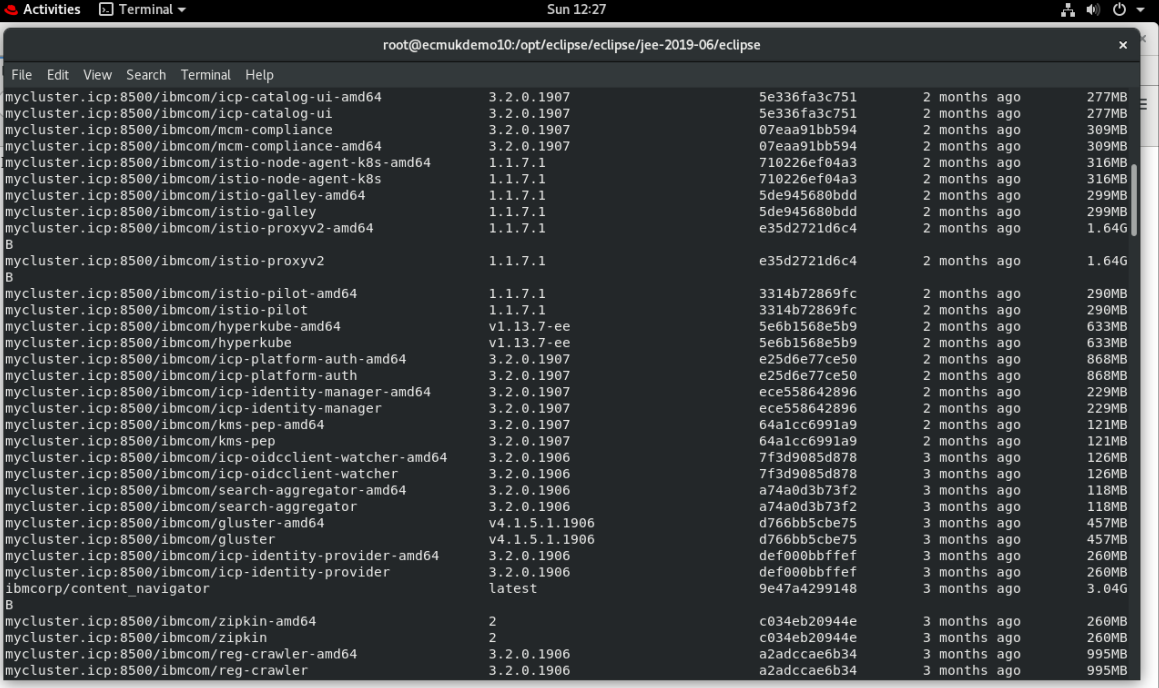 Activities Terminal Sun 12:27
root@ecmukdemo10:/opt/eclipse/eclipse/jee-2019-06/eclipse ×
File Edit View Search Terminal Help
mycluster.icp:8500/ibmcom/icp-catalog-ui-amd64 3.2.0.1907 5e336fa3c751 2 months ago 277MB
mycluster.icp:8500/ibmcom/icp-catalog-ui 3.2.0.1907 5e336fa3c751 2 months ago 277MB
mycluster.icp:8500/ibmcom/mcm-compliance 3.2.0.1907 07eaa91bb594 2 months ago 309MB
mycluster.icp:8500/ibmcom/mcm-compliance-amd64 3.2.0.1907 07eaa91bb594 2 months ago 309MB
mycluster.icp:8500/ibmcom/istio-node-agent-k8s-amd64 1.1.7.1 710226ef04a3 2 months ago 316MB
mycluster.icp:8500/ibmcom/istio-node-agent-k8s 1.1.7.1 710226ef04a3 2 months ago 316MB
mycluster.icp:8500/ibmcom/istio-galley-amd64 1.1.7.1 5de945680bdd 2 months ago 299MB
mycluster.icp:8500/ibmcom/istio-galley 1.1.7.1 5de945680bdd 2 months ago 299MB
mycluster.icp:8500/ibmcom/istio-proxyv2-amd64 1.1.7.1 e35d2721d6c4 2 months ago 1.64G
B
mycluster.icp:8500/ibmcom/istio-proxyv2 1.1.7.1 e35d2721d6c4 2 months ago 1.64G
B
mycluster.icp:8500/ibmcom/istio-pilot-amd64 1.1.7.1 3314b72869fc 2 months ago 290MB
mycluster.icp:8500/ibmcom/istio-pilot 1.1.7.1 3314b72869fc 2 months ago 290MB
mycluster.icp:8500/ibmcom/hyperkube-amd64 v1.13.7-ee 5e6b1568e5b9 2 months ago 633MB
mycluster.icp:8500/ibmcom/hyperkube v1.13.7-ee 5e6b1568e5b9 2 months ago 633MB
mycluster.icp:8500/ibmcom/icp-platform-auth-amd64 3.2.0.1907 e25d6e77ce50 2 months ago 868MB
mycluster.icp:8500/ibmcom/icp-platform-auth 3.2.0.1907 e25d6e77ce50 2 months ago 868MB
mycluster.icp:8500/ibmcom/icp-identity-manager-amd64 3.2.0.1907 ece558642896 2 months ago 229MB
mycluster.icp:8500/ibmcom/icp-identity-manager 3.2.0.1907 ece558642896 2 months ago 229MB
mycluster.icp:8500/ibmcom/kms-pep-amd64 3.2.0.1907 64a1cc6991a9 2 months ago 121MB
mycluster.icp:8500/ibmcom/kms-pep 3.2.0.1907 64a1cc6991a9 2 months ago 121MB
mycluster.icp:8500/ibmcom/icp-oidcclient-watcher-amd64 3.2.0.1906 7f3d9085d878 3 months ago 126MB
mycluster.icp:8500/ibmcom/icp-oidcclient-watcher 3.2.0.1906 7f3d9085d878 3 months ago 126MB
mycluster.icp:8500/ibmcom/search-aggregator-amd64 3.2.0.1906 a74a0d3b73f2 3 months ago 118MB
mycluster.icp:8500/ibmcom/search-aggregator 3.2.0.1906 a74a0d3b73f2 3 months ago 118MB
mycluster.icp:8500/ibmcom/gluster-amd64 v4.1.5.1.1906 d766bb5cbe75 3 months ago 457MB
mycluster.icp:8500/ibmcom/gluster v4.1.5.1.1906 d766bb5cbe75 3 months ago 457MB
mycluster.icp:8500/ibmcom/icp-identity-provider-amd64 3.2.0.1906 def000bbffef 3 months ago 260MB
mycluster.icp:8500/ibmcom/icp-identity-provider 3.2.0.1906 def000bbffef 3 months ago 260MB
ibmcorp/content_navigator latest 9e47a4299148 3 months ago 3.04G
B
mycluster.icp:8500/ibmcom/zipkin-amd64 2 c034eb20944e 3 months ago 260MB
mycluster.icp:8500/ibmcom/zipkin 2 c034eb20944e 3 months ago 260MB
mycluster.icp:8500/ibmcom/reg-crawler-amd64 3.2.0.1906 a2adccae6b34 3 months ago 995MB
mycluster.icp:8500/ibmcom/reg-crawler 3.2.0.1906 a2adccae6b34 3 months ago 995MB